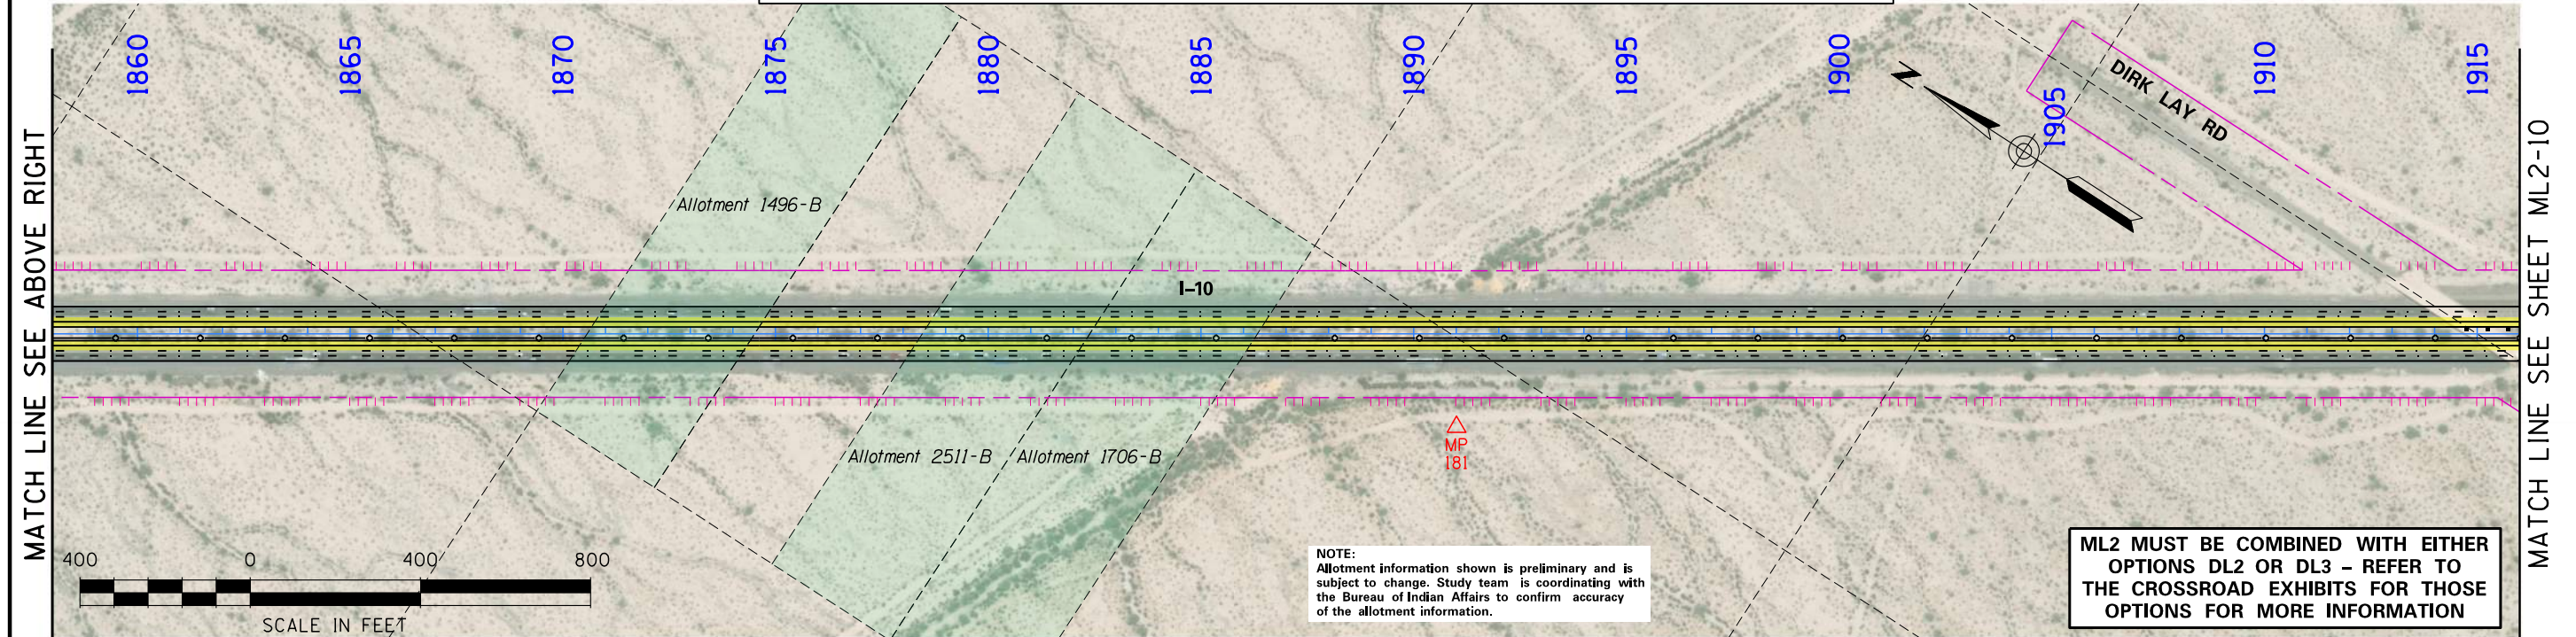 1860
1865
1870
1875
1880
1885
1890
1895
1900
1905
1910
1915
DIRK LAY RD
N
MATCH LINE SEE ABOVE RIGHT
MATCH LINE SEE SHEET ML2-10
Allotment 1496-B
I-10
Allotment 2511-B
Allotment 1706-B
MP
181
400 0 400 800
SCALE IN FEET
NOTE:
Allotment information shown is preliminary and is
subject to change. Study team is coordinating with
the Bureau of Indian Affairs to confirm accuracy
of the allotment information.
ML2 MUST BE COMBINED WITH EITHER
OPTIONS DL2 OR DL3 – REFER TO
THE CROSSROAD EXHIBITS FOR THOSE
OPTIONS FOR MORE INFORMATION